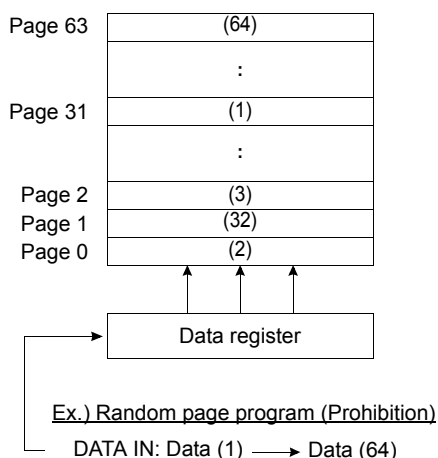 Page 63 (64)
:
Page 31 (1)
:
Page 2 (3)
Page 1 (32)
Page 0 (2)
Data register
Ex.) Random page program (Prohibition)
DATA IN: Data (1) Data (64)